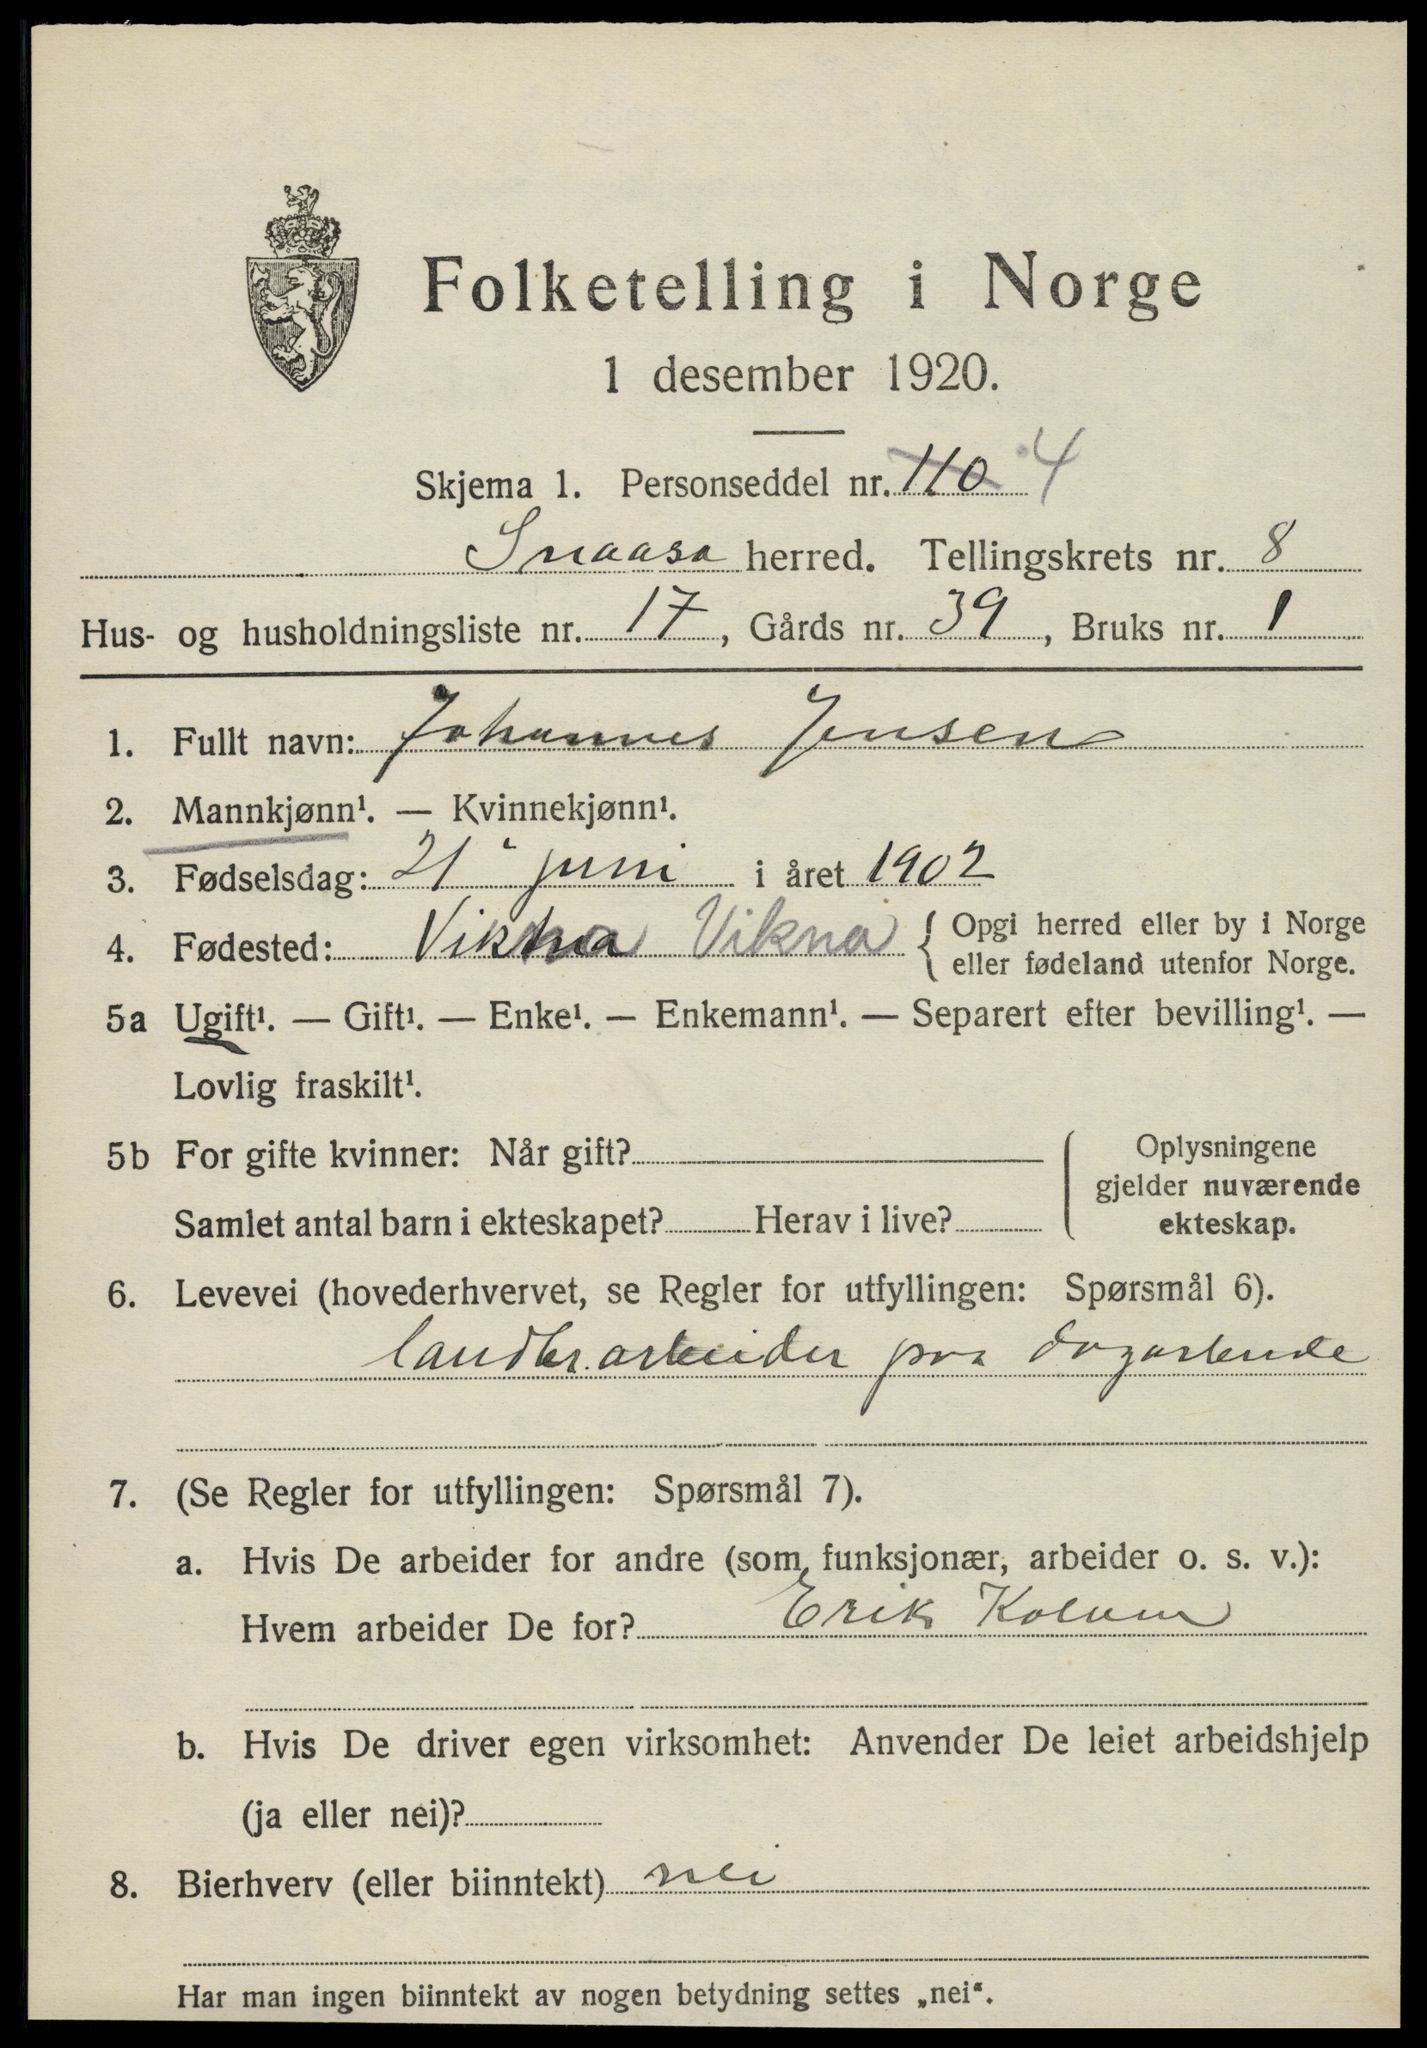 Folketelling i Norge
1 desember 1920.
Skjema 1. Personseddel nr. 110 4
Snaasa herred. Tellingskrets nr. 8
Hus- og husholdningsliste nr. 17, Gårds nr. 39, Bruks nr. 1
1. Fullt navn: Johannes Jensen
2. Mannkjønn¹. — Kvinnekjønn¹.
3. Fødselsdag: 21 juni i året 1902
4. Fødested: Vikna Vikna { Opgi herred eller by i Norge
eller fødeland utenfor Norge.
5a Ugift¹. — Gift¹. — Enke¹. — Enkemann¹. — Separert efter bevilling¹. —
Lovlig fraskilt¹.
5b For gifte kvinner: Når gift?
Samlet antal barn i ekteskapet? Herav i live?
Oplysningene
gjelder nuværende
ekteskap.
6. Levevei (hovederhvervet, se Regler for utfyllingen: Spørsmål 6).
landbr.arbeider paa dagarbeide
7. (Se Regler for utfyllingen: Spørsmål 7).
a. Hvis De arbeider for andre (som funksjonær, arbeider o. s. v.):
Hvem arbeider De for? Erik
b. Hvis De driver egen virksomhet: Anvender De leiet arbeidshjelp
(ja eller nei)?
8. Bierhverv (eller biinntekt) nei
Har man ingen biinntekt av nogen betydning settes „nei“.